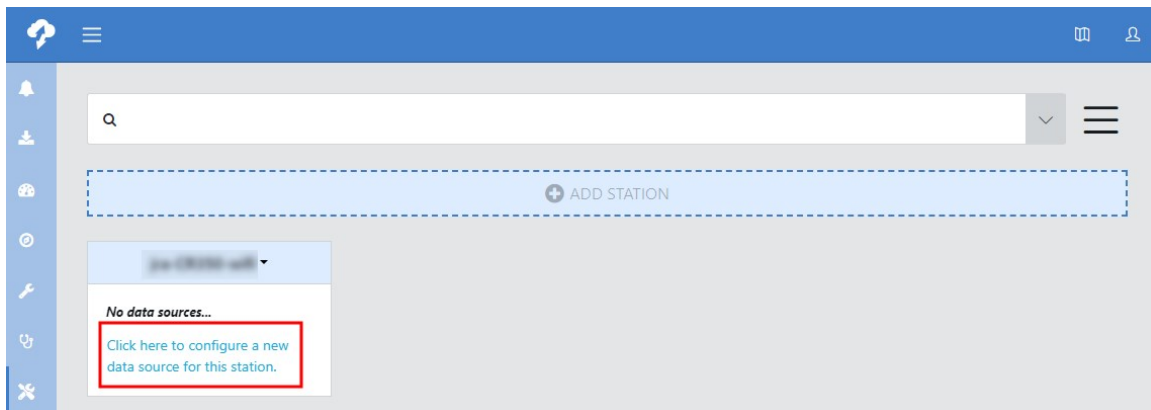 ADD STATION
No data sources...
Click here to configure a new
data source for this station.